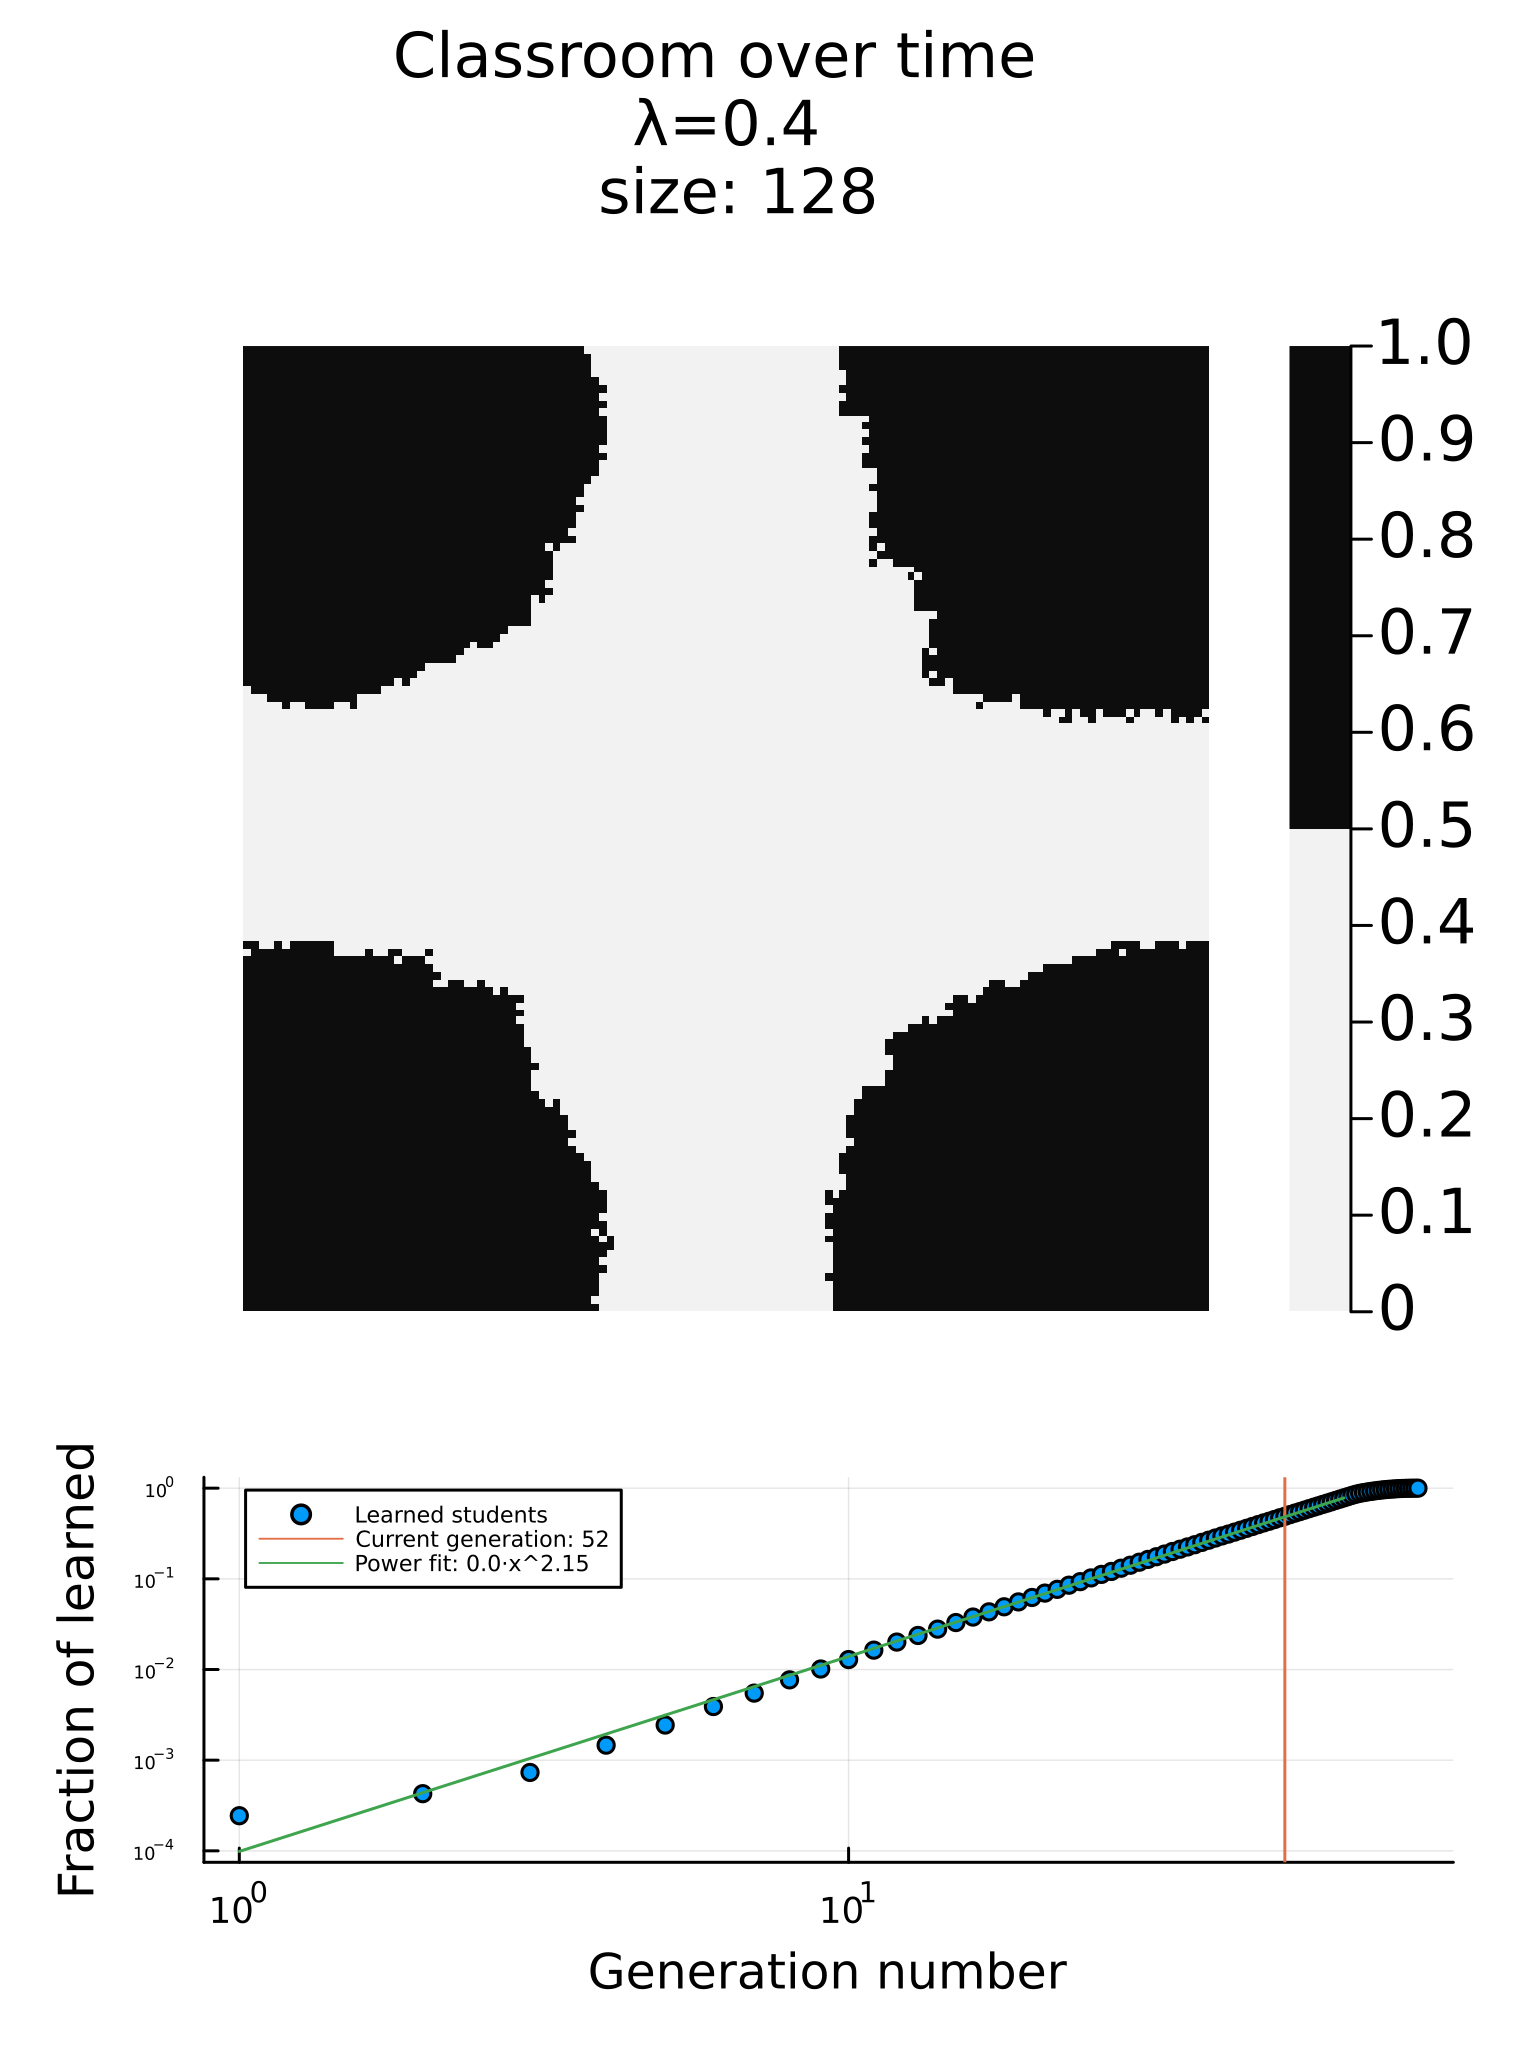 Classroom over time
λ=0.4
size: 128
1.0
0.9
0.8
0.7
0.6
0.5
0.4
0.3
0.2
0.1
0
Fraction of learned
10^0
10^-1
10^-2
10^-3
10^-4
Learned students
Current generation: 52
Power fit: 0.0·x^2.15
10^0
10^1
Generation number